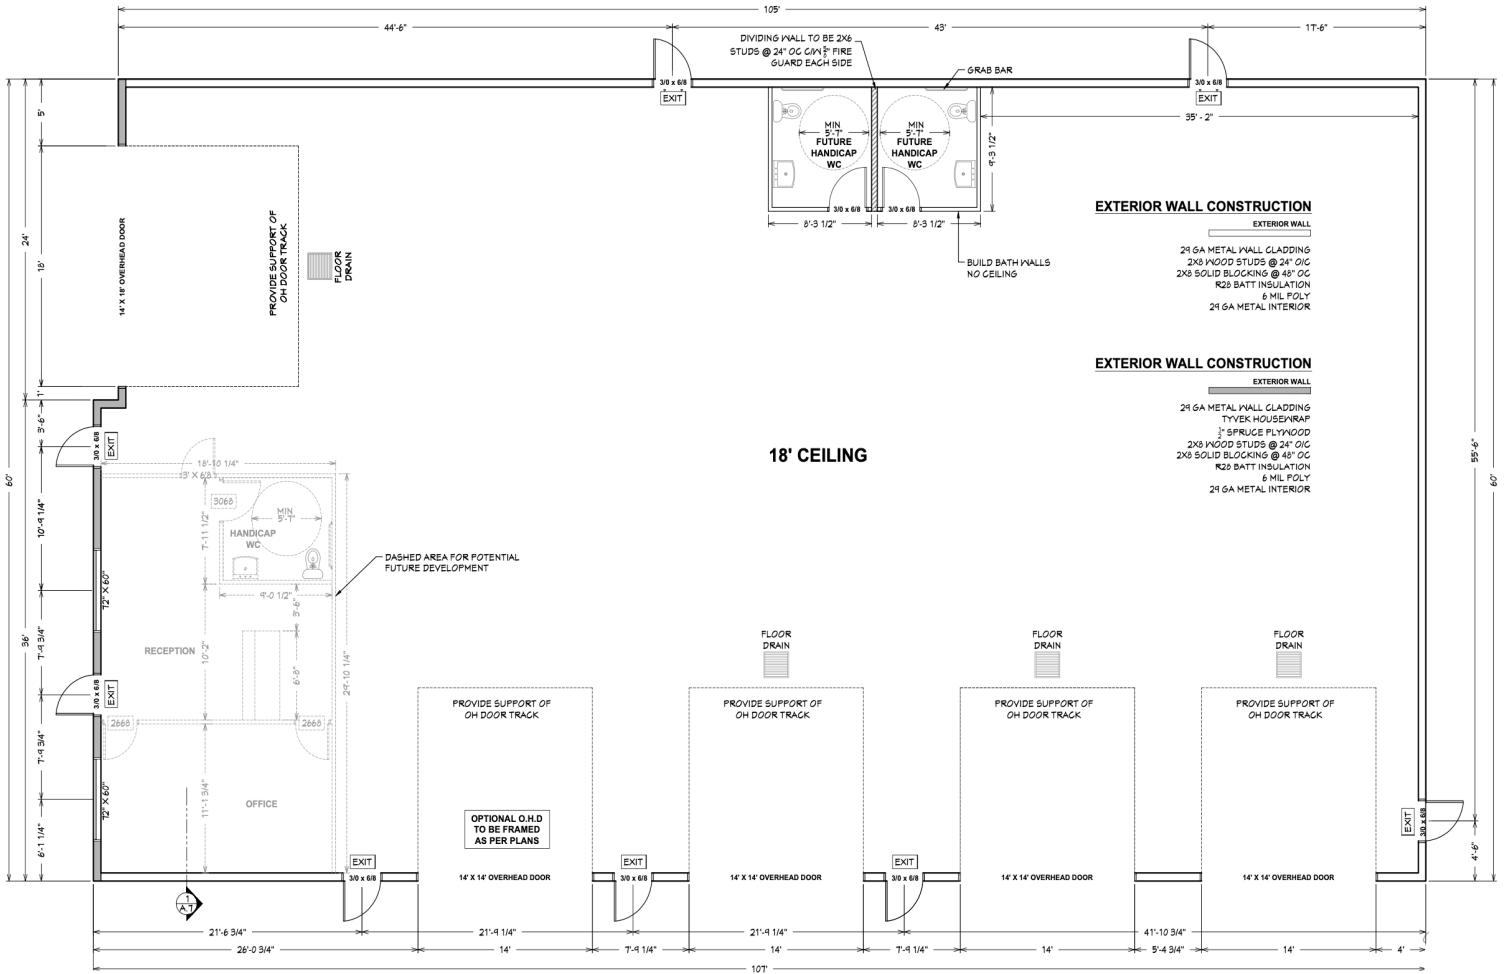 105'
44'-6"
43'
17'-6"
DIVIDING WALL TO BE 2X6
STUDS @ 24" OC C/W 5/8" FIRE
GUARD EACH SIDE
GRAB BAR
3/0 x 6/8
EXIT
3/0 x 6/8
EXIT
5'
35' - 2"
MIN
5'-7"
FUTURE
HANDICAP
WC
MIN
5'-7"
FUTURE
HANDICAP
WC
9'-3 1/2"
3/0 x 6/8
3/0 x 6/8
8'-3 1/2"
8'-3 1/2"
BUILD BATH WALLS
NO CEILING
24'
18'
14' X 18' OVERHEAD DOOR
PROVIDE SUPPORT OF
OH DOOR TRACK
FLOOR
DRAIN
EXTERIOR WALL CONSTRUCTION
EXTERIOR WALL
29 GA METAL WALL CLADDING
2X8 WOOD STUDS @ 24" O/C
2X8 SOLID BLOCKING @ 48" OC
R28 BATT INSULATION
6 MIL POLY
29 GA METAL INTERIOR
EXTERIOR WALL CONSTRUCTION
EXTERIOR WALL
29 GA METAL WALL CLADDING
TYVEK HOUSEWRAP
1/2" SPRUCE PLYWOOD
2X8 WOOD STUDS @ 24" O/C
2X8 SOLID BLOCKING @ 48" OC
R28 BATT INSULATION
6 MIL POLY
29 GA METAL INTERIOR
1'
3'-6"
3/0 x 6/8
EXIT
18' CEILING
60'
55'-6"
60'
18'-10 1/4"
3' X 6/8
3068
MIN
5'-7"
HANDICAP
WC
7'-11 1/2"
10'-9 1/4"
DASHED AREA FOR POTENTIAL
FUTURE DEVELOPMENT
72" X 60"
9'-0 1/2"
3'-6"
36'
7'-9 3/4"
RECEPTION
10'-2"
6'-8"
29'-10 1/4"
3/0 x 6/8
EXIT
2668
2668
7'-9 3/4"
72" X 60"
6'-1 1/4"
11'-1 3/4"
OFFICE
FLOOR
DRAIN
FLOOR
DRAIN
FLOOR
DRAIN
PROVIDE SUPPORT OF
OH DOOR TRACK
PROVIDE SUPPORT OF
OH DOOR TRACK
PROVIDE SUPPORT OF
OH DOOR TRACK
PROVIDE SUPPORT OF
OH DOOR TRACK
OPTIONAL O.H.D
TO BE FRAMED
AS PER PLANS
EXIT
3/0 x 6/8
4'-6"
EXIT
3/0 x 6/8
14' X 14' OVERHEAD DOOR
EXIT
3/0 x 6/8
14' X 14' OVERHEAD DOOR
EXIT
3/0 x 6/8
14' X 14' OVERHEAD DOOR
14' X 14' OVERHEAD DOOR
1
A.7
21'-6 3/4"
21'-9 1/4"
21'-9 1/4"
41'-10 3/4"
26'-0 3/4"
14'
7'-9 1/4"
14'
7'-9 1/4"
14'
5'-4 3/4"
14'
4'
107'